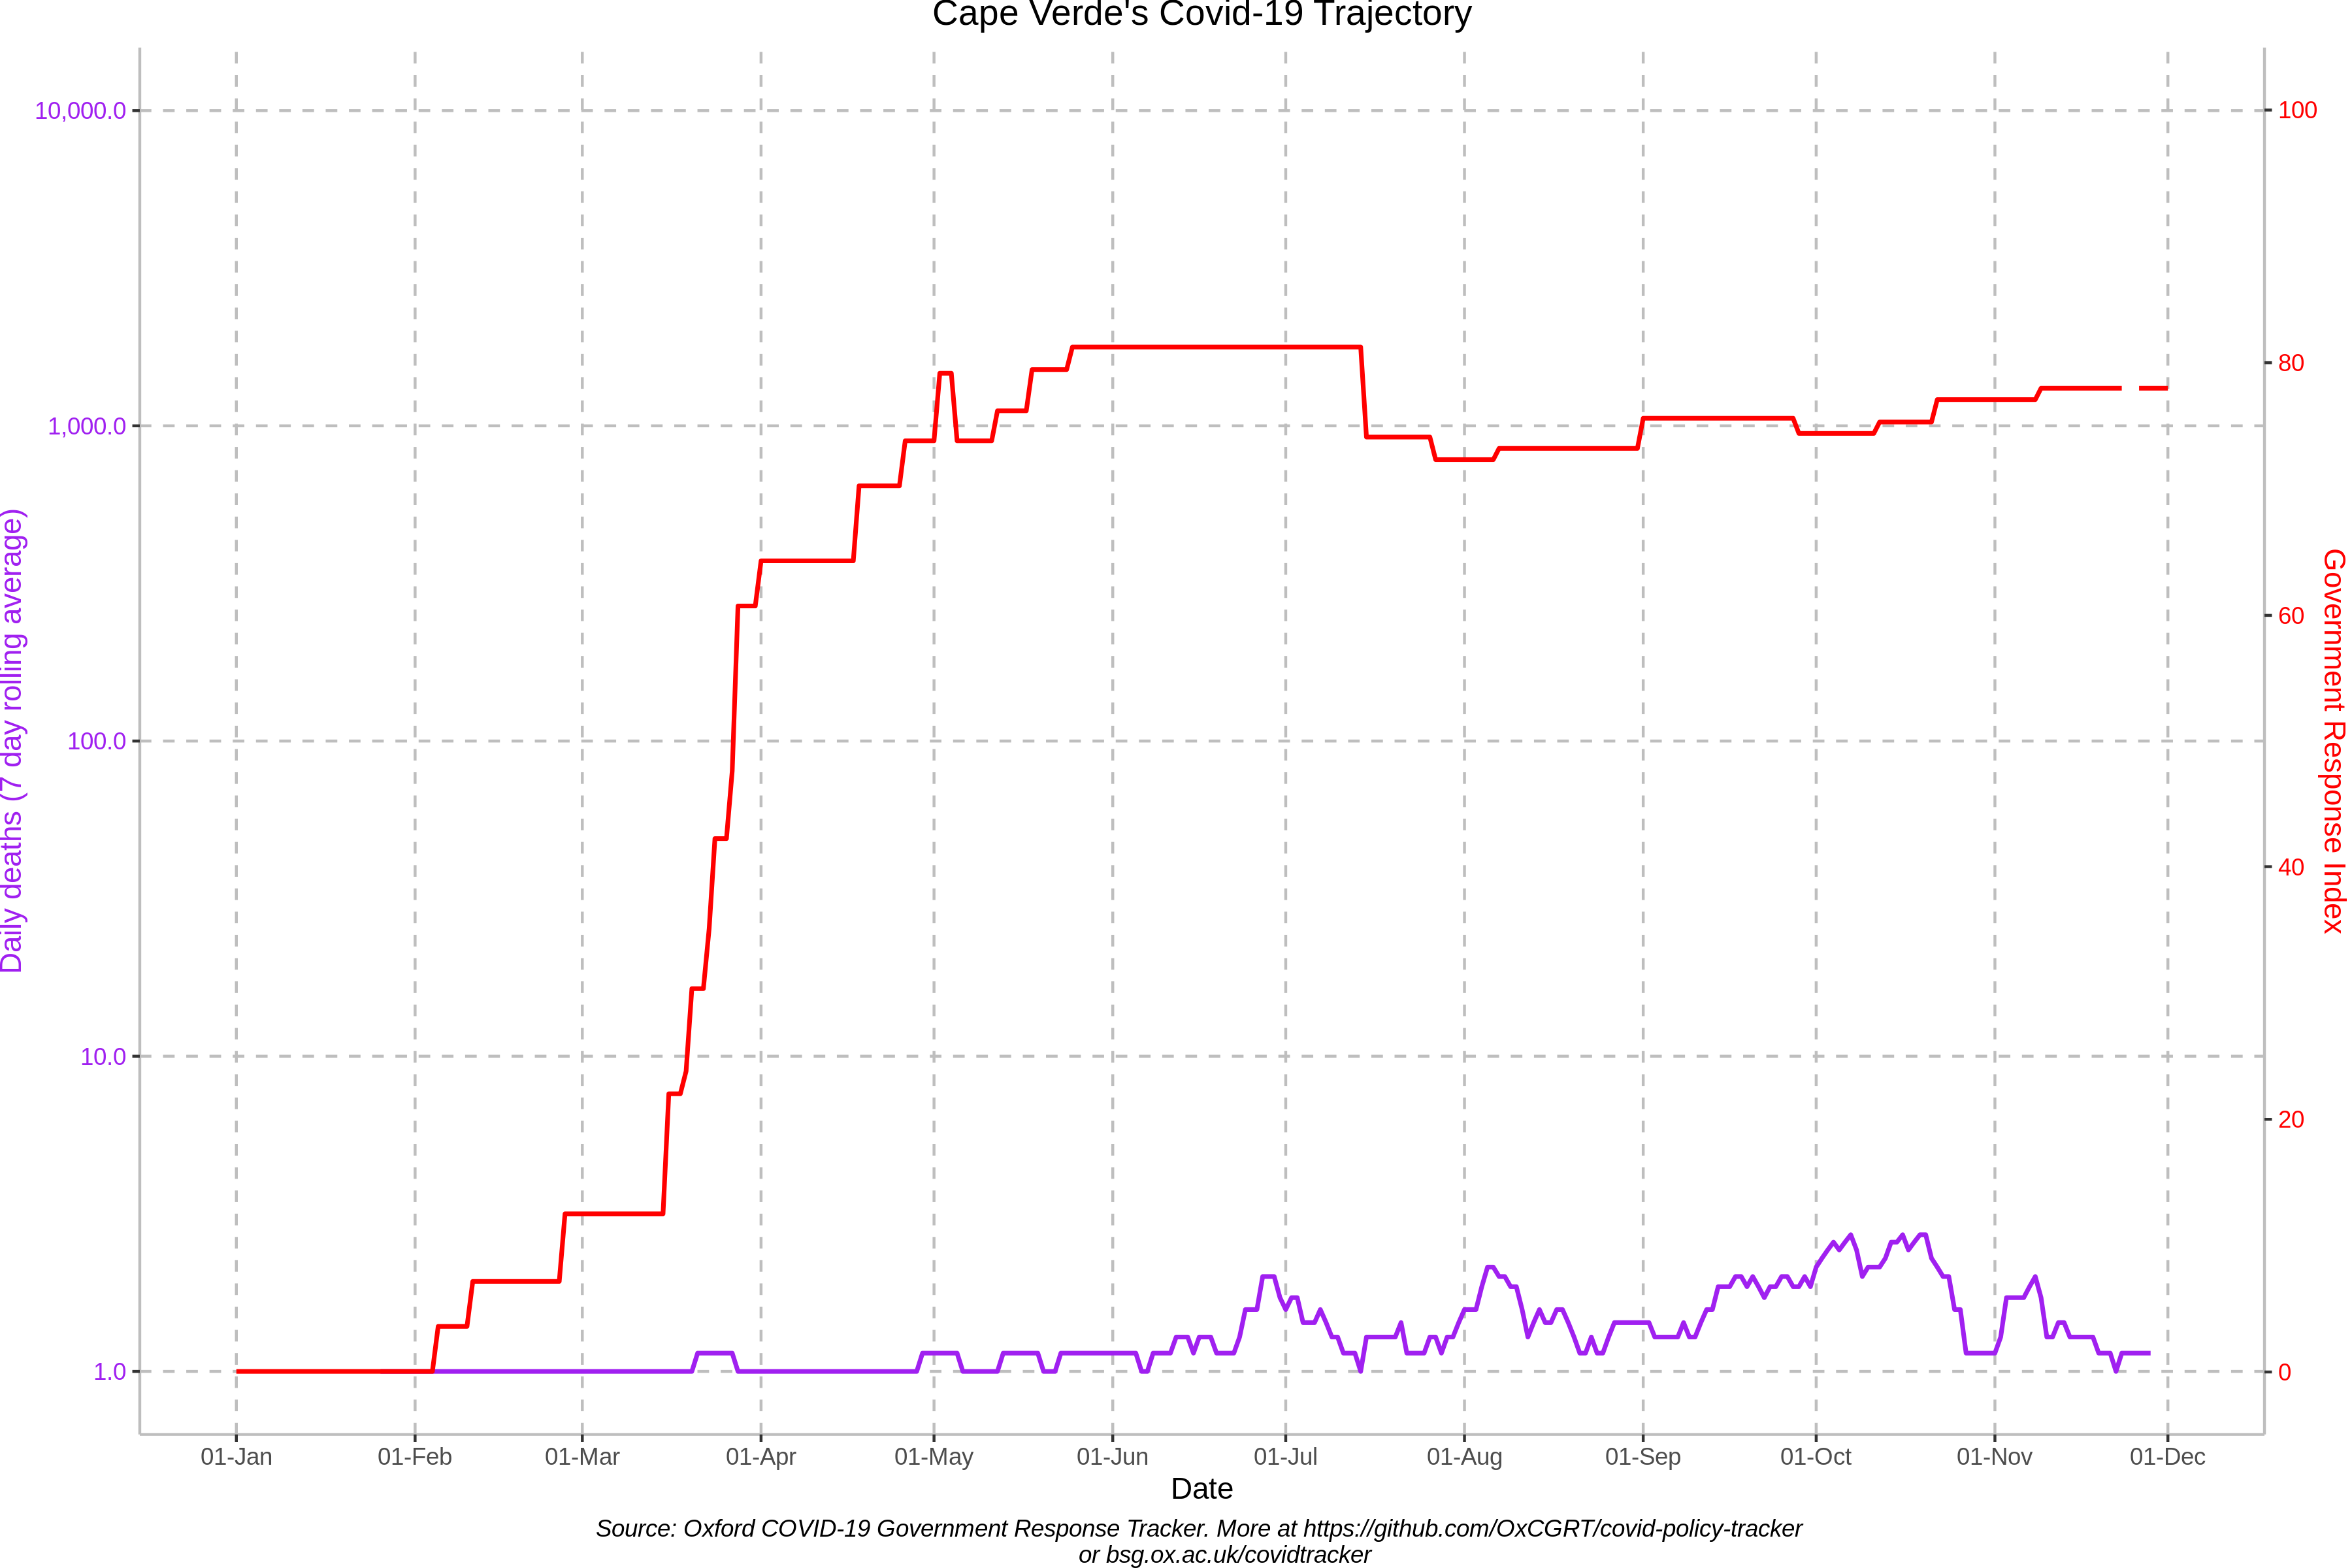 Cape Verde's Covid-19 Trajectory
10,000.0
1,000.0
100.0
10.0
1.0
Daily deaths (7 day rolling average)
100
80
60
40
20
0
Government Response Index
01-Jan 01-Feb 01-Mar 01-Apr 01-May 01-Jun 01-Jul 01-Aug 01-Sep 01-Oct 01-Nov 01-Dec
Date
Source: Oxford COVID-19 Government Response Tracker. More at https://github.com/OxCGRT/covid-policy-tracker
or bsg.ox.ac.uk/covidtracker